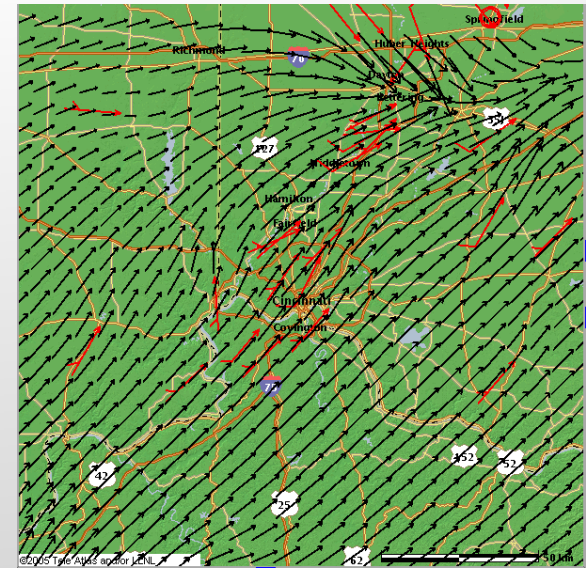 Springfield
Huber Heights
Richmond
70
Dayton
Kettering
35
127
Middletown
Hamilton
Fairfield
Cincinnati
Covington
75
42
152
52
25
62
50 km
©2005 Tele Atlas and/or LLNL